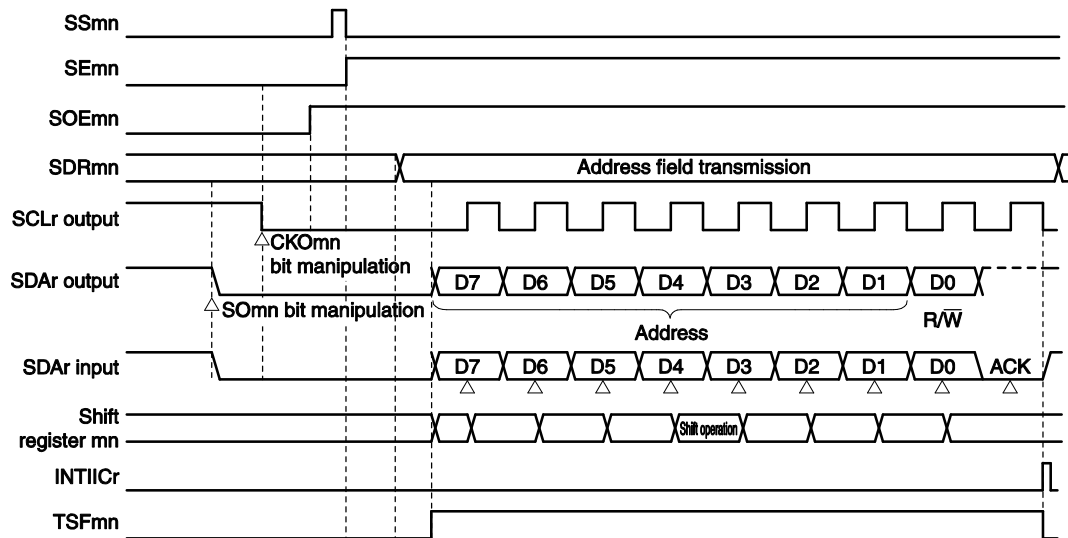 SSmn
SEmn
SOEmn
SDRmn
Address field transmission
SCLr output
CKOmn
bit manipulation
SDAr output
D7 D6 D5 D4 D3 D2 D1 D0
SOmn bit manipulation
Address
R/W̅
SDAr input
D7 D6 D5 D4 D3 D2 D1 D0 ACK
Shift
register mn
Shift operation
INTIICr
TSFmn